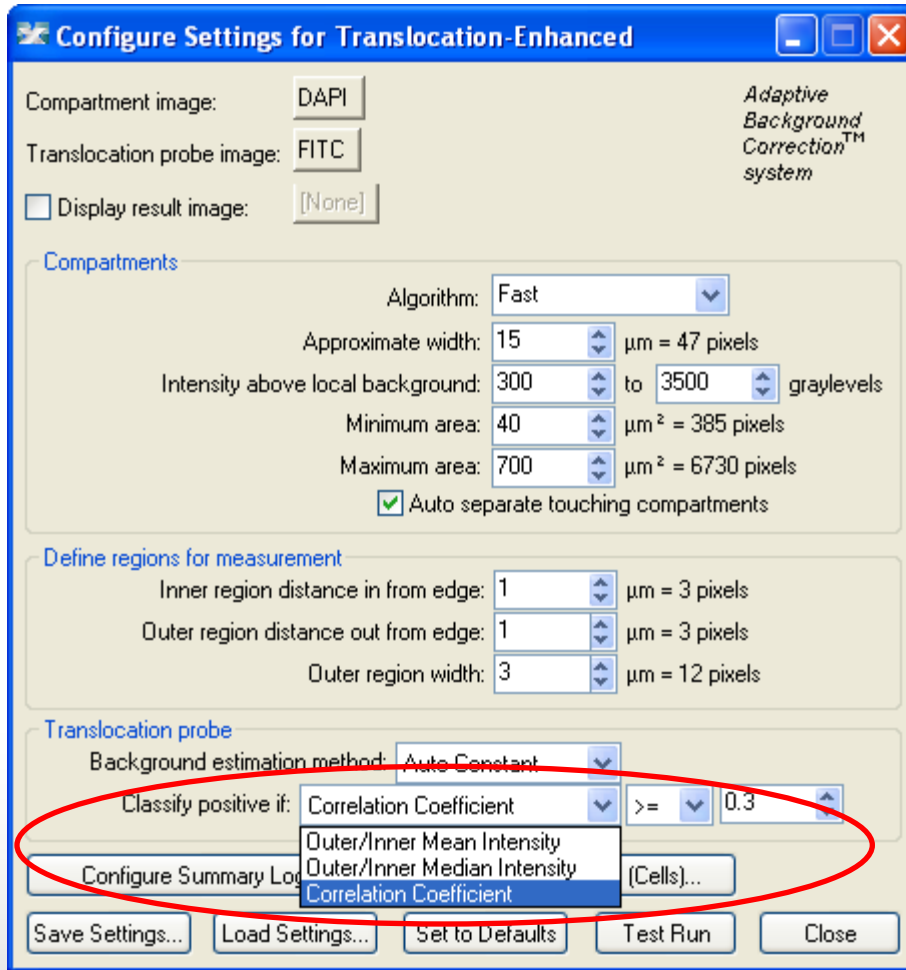 Configure Settings for Translocation-Enhanced
Compartment image: DAPI
Adaptive
Background
Correction™
system
Translocation probe image: FITC
Display result image: [None]
Compartments
Algorithm: Fast
Approximate width: 15 µm = 47 pixels
Intensity above local background: 300 to 3500 graylevels
Minimum area: 40 µm² = 385 pixels
Maximum area: 700 µm² = 6730 pixels
Auto separate touching compartments
Define regions for measurement
Inner region distance in from edge: 1 µm = 3 pixels
Outer region distance out from edge: 1 µm = 3 pixels
Outer region width: 3 µm = 12 pixels
Translocation probe
Background estimation method: Auto Constant
Classify positive if: Correlation Coefficient >= 0.3
Outer/Inner Mean Intensity
Outer/Inner Median Intensity
Correlation Coefficient
Configure Summary Log (Cells)...
Save Settings... Load Settings... Set to Defaults Test Run Close